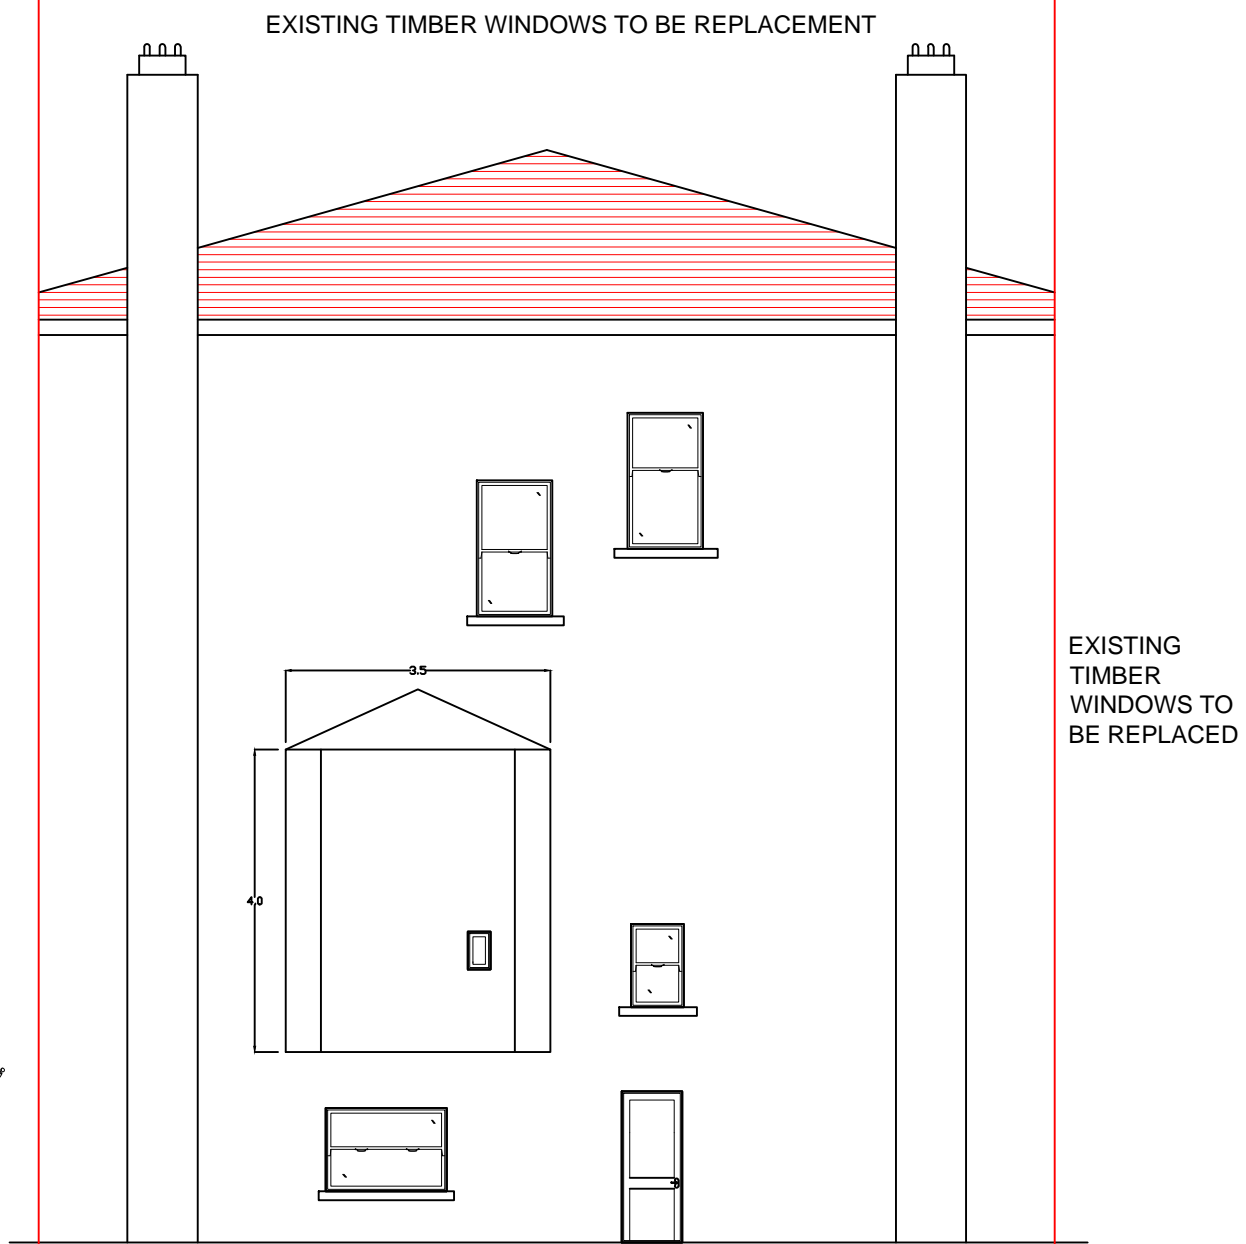 EXISTING TIMBER WINDOWS TO BE REPLACEMENT
EXISTING
TIMBER
WINDOWS TO
BE REPLACED
3.5
4.0